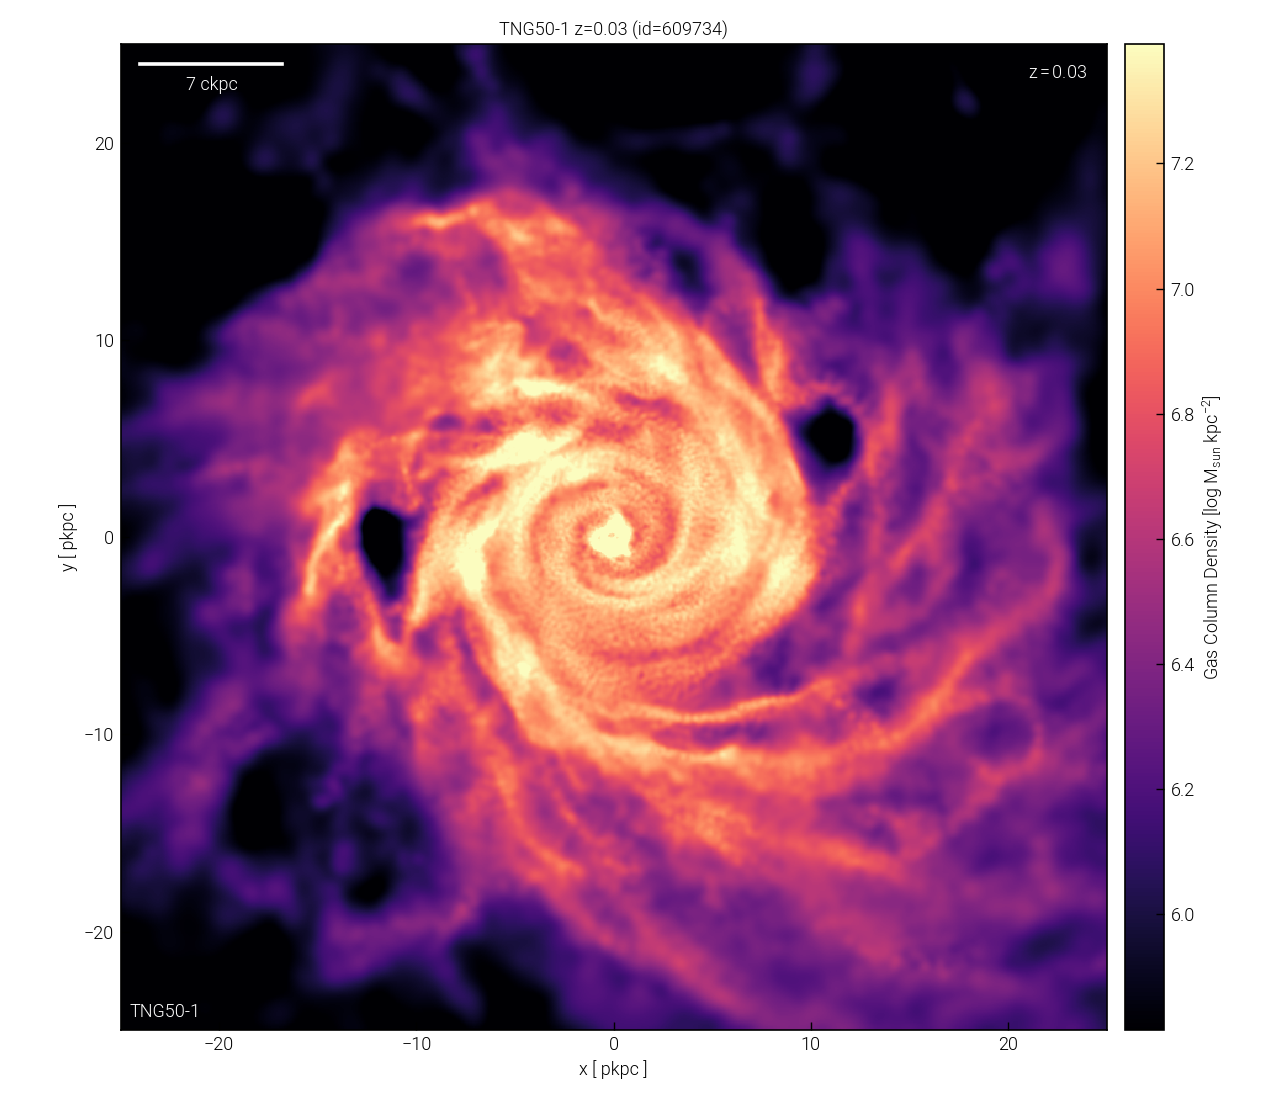 TNG50-1 z=0.03 (id=609734)
7 ckpc
z=0.03
20
10
0
−10
−20
y [ pkpc ]
TNG50-1
−20
−10
0
10
20
x [ pkpc ]
7.2
7.0
6.8
6.6
6.4
6.2
6.0
Gas Column Density [log Msun kpc−2]